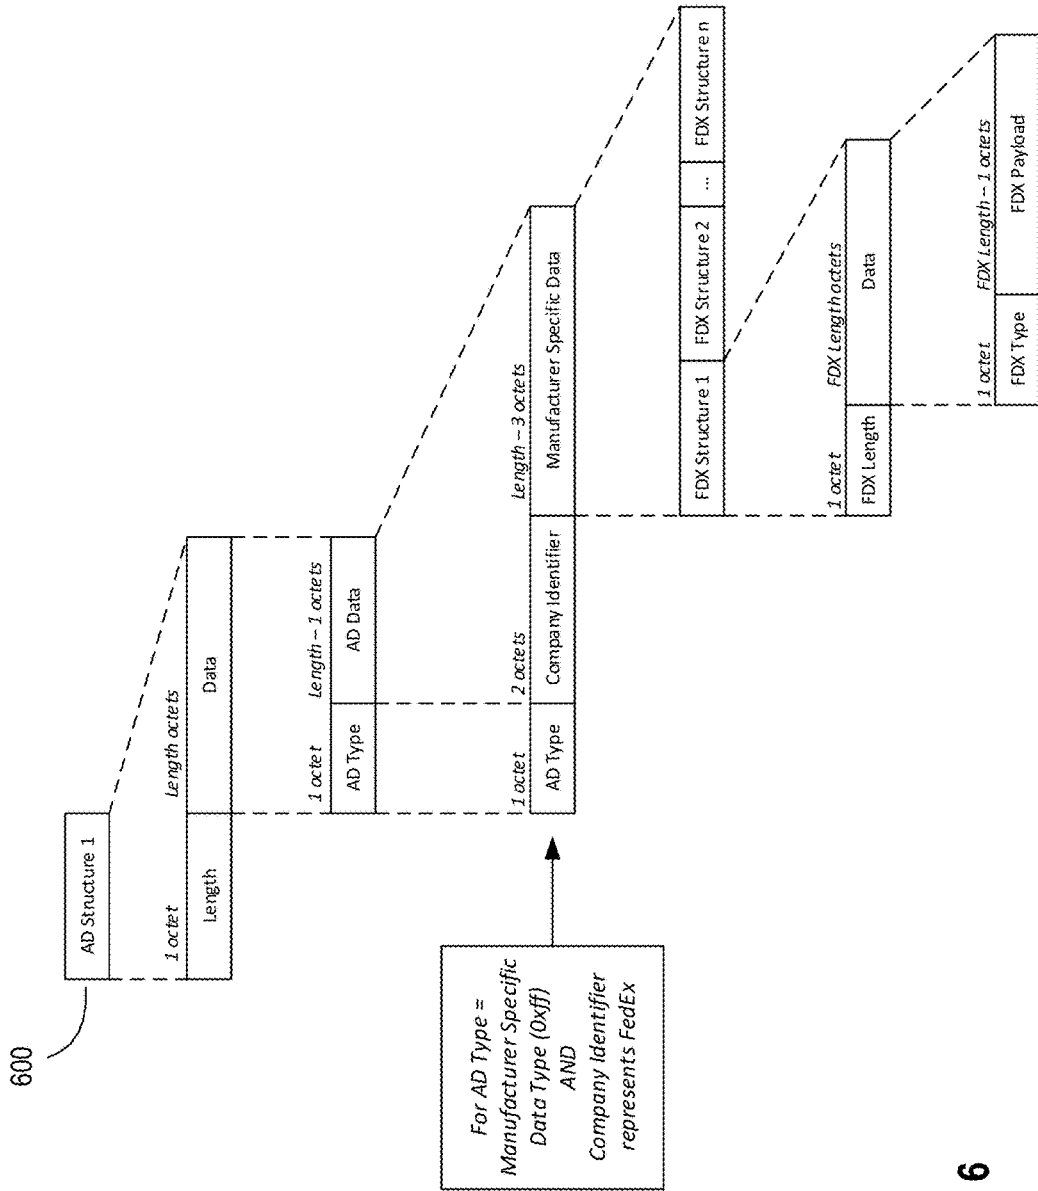 600
AD Structure 1
1 octet
Length octets
Length
Data
1 octet
Length – 1 octets
AD Type
AD Data
For AD Type =
Manufacturer Specific
Data Type (0xff)
AND
Company Identifier
represents FedEx
1 octet
2 octets
Length – 3 octets
AD Type
Company Identifier
Manufacturer Specific Data
FDX Structure 1
FDX Structure 2
...
FDX Structure n
1 octet
FDX Length octets
FDX Length
Data
1 octet
FDX Length – 1 octets
FDX Type
FDX Payload
6